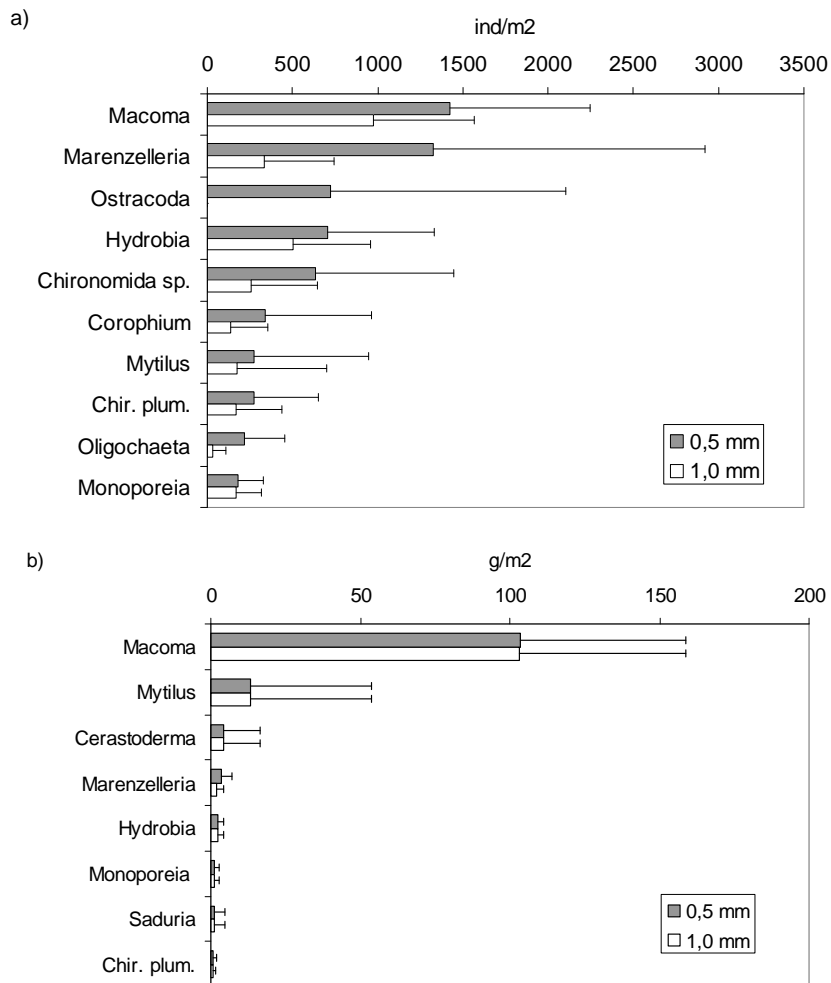 a)
ind/m2
0 500 1000 1500 2000 2500 3000 3500
Macoma
Marenzelleria
Ostracoda
Hydrobia
Chironomida sp.
Corophium
Mytilus
Chir. plum.
Oligochaeta
Monoporeia
0,5 mm
1,0 mm
b)
g/m2
0 50 100 150 200
Macoma
Mytilus
Cerastoderma
Marenzelleria
Hydrobia
Monoporeia
Saduria
Chir. plum.
0,5 mm
1,0 mm